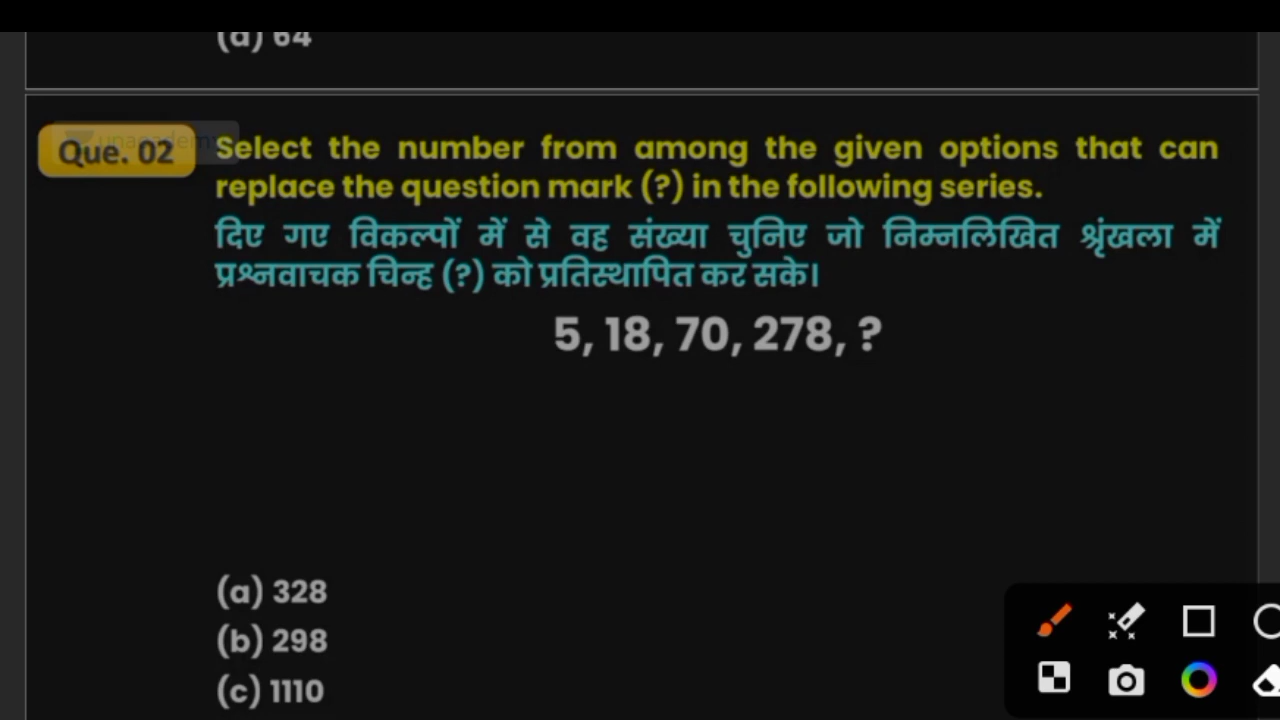 (d) 64
Que. 02
Select the number from among the given options that can
replace the question mark (?) in the following series.
दिए गए विकल्पों में से वह संख्या चुनिए जो निम्नलिखित श्रृंखला में
प्रश्नवाचक चिन्ह (?) को प्रतिस्थापित कर सके।
5, 18, 70, 278, ?
(a) 328
(b) 298
(c) 1110